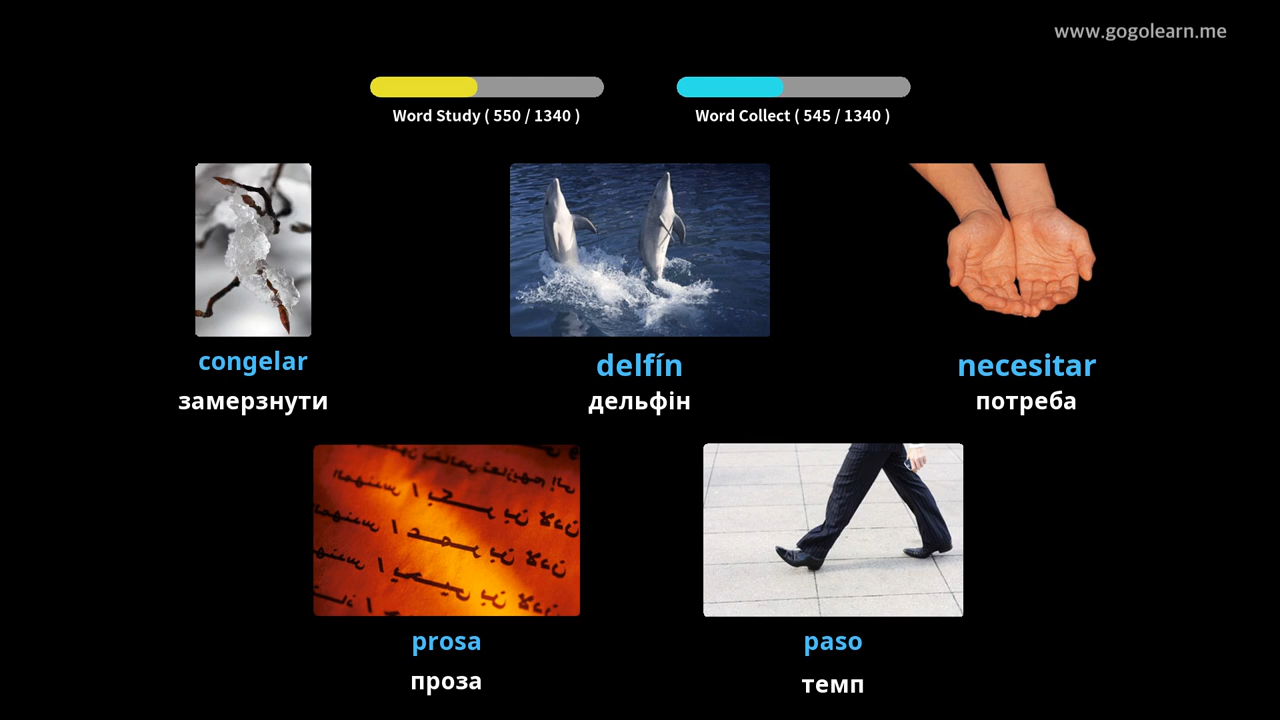 www.gogolearn.me
Word Study ( 550 / 1340 )
Word Collect ( 545 / 1340 )
congelar
замерзнути
delfín
дельфін
necesitar
потреба
prosa
проза
paso
темп